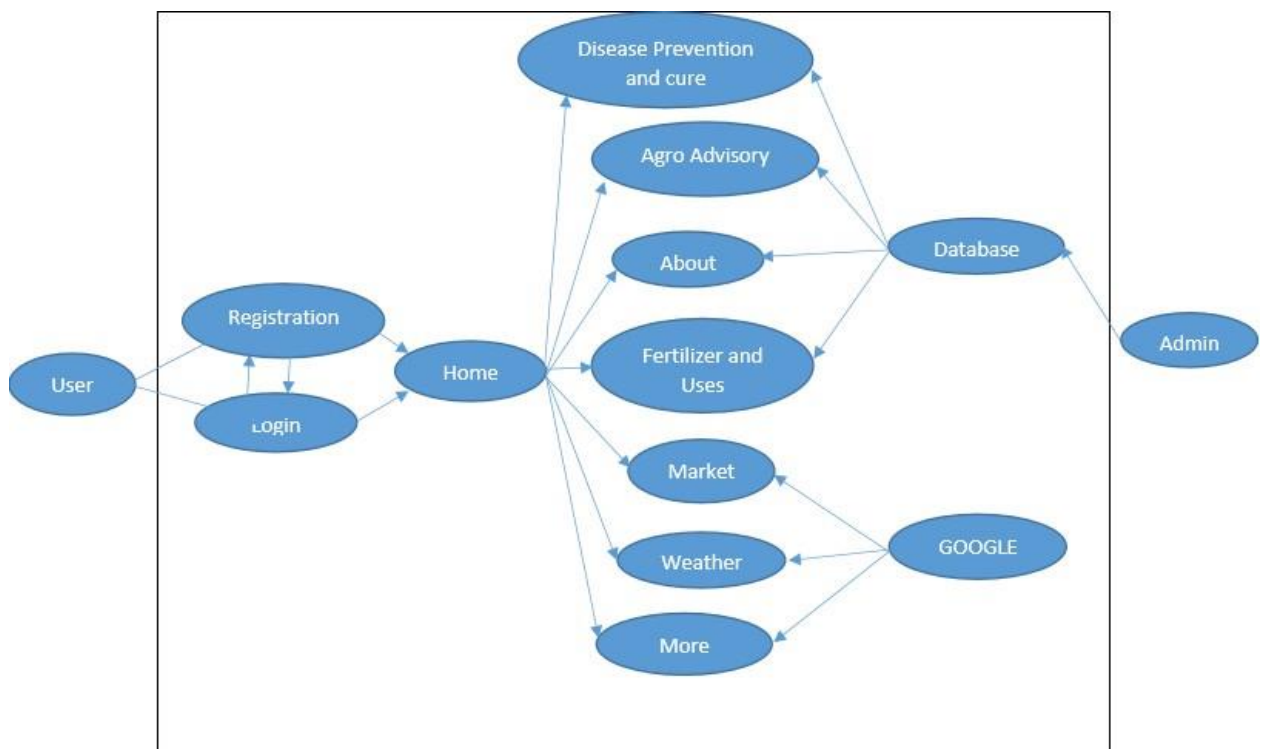 Disease Prevention
and cure
Agro Advisory
About
Database
Registration
Fertilizer and
Uses
Admin
User
Home
Login
Market
Weather
GOOGLE
More